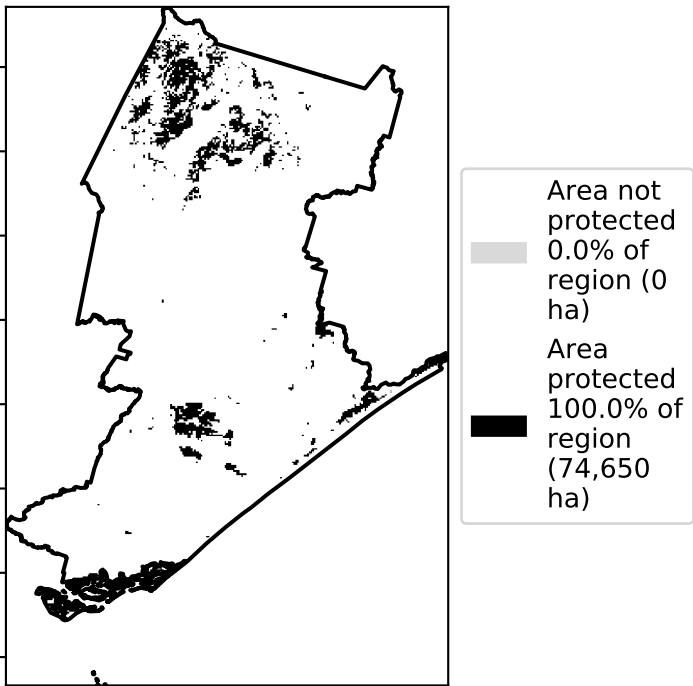 Area not
protected
0.0% of
region (0
ha)
Area
protected
100.0% of
region
(74,650
ha)